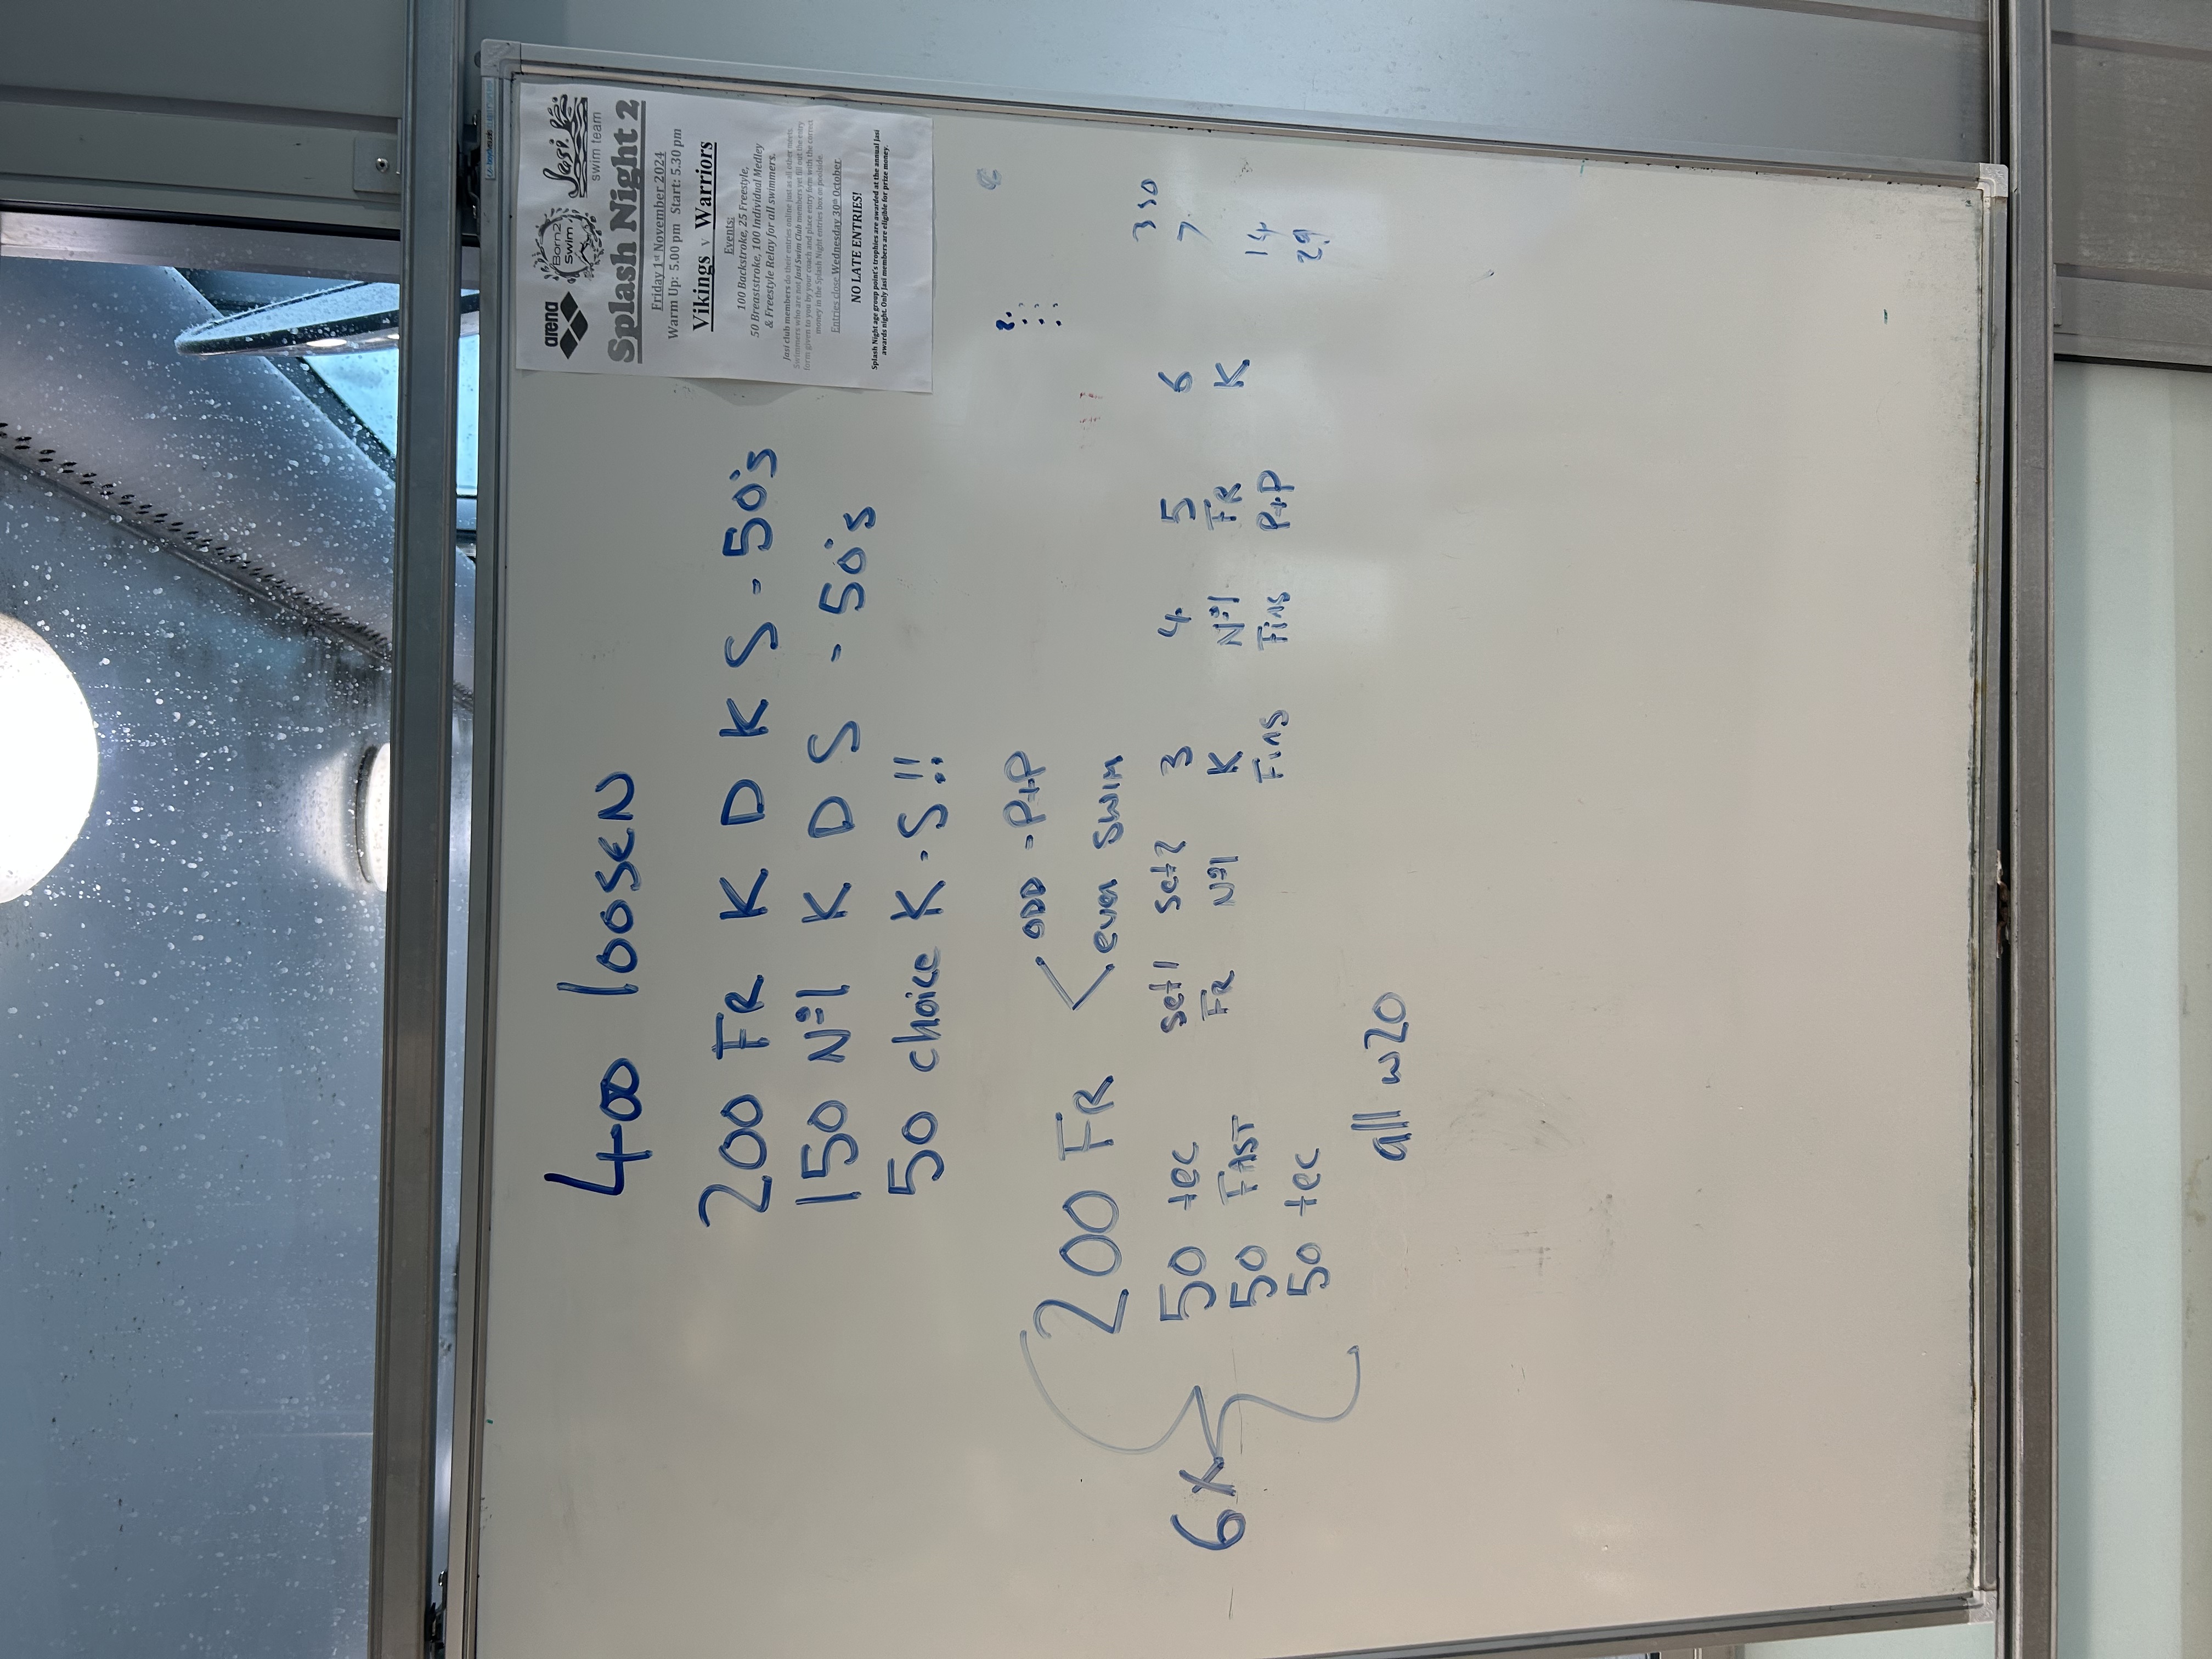 400 loosen
200 FR K D K S - 50's
150 Nº1 K D S - 50's
50 choice K - S !!
200 FR
ODD - P+P
even swim
6x
50 tec
50 FAST
50 tec
set 1 set 2 3 4 5 6
FR Nº1 K Nº1 FR K
Fins Fins P+P
all w20
350
7
14
29
arena
Born2 Swim
Jasi
swim team
Splash Night 2
Friday 1st November 2024
Warm Up: 5.00 pm Start: 5.30 pm
Vikings v Warriors
Events:
100 Backstroke, 25 Freestyle,
50 Breaststroke, 100 Individual Medley
& Freestyle Relay for all swimmers.
Jasi club members do their entries online just as all other meets.
Swimmers who are not Jasi Swim Club members yet fill out the entry
form given to you by your coach and place entry form with the correct
money in the Splash Night entries box on poolside.
Entries close Wednesday 30th October.
NO LATE ENTRIES!
Splash Night age group point's trophies are awarded at the annual Jasi
awards night. Only Jasi members are eligible for prize money.